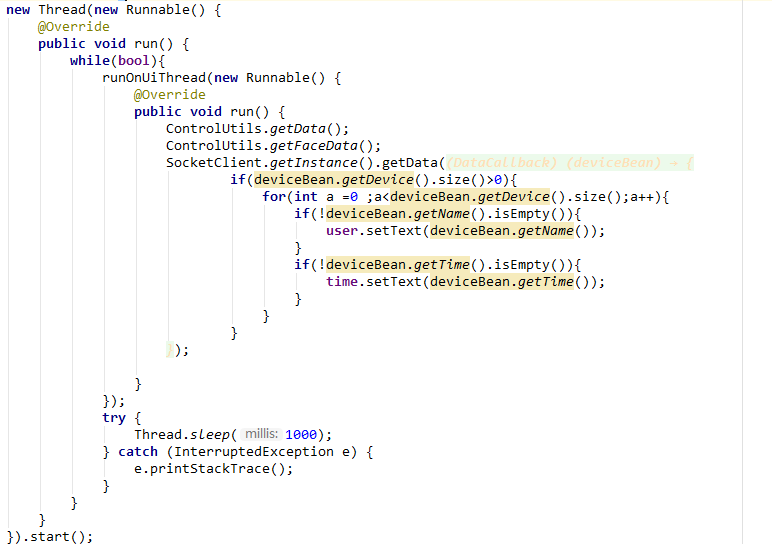 new Thread(new Runnable() {
@Override
public void run() {
while(bool){
runOnUiThread(new Runnable() {
@Override
public void run() {
ControlUtils.getData();
ControlUtils.getFaceData();
SocketClient.getInstance().getData((DataCallback) (deviceBean) → {
if(deviceBean.getDevice().size()>0){
for(int a =0 ;a<deviceBean.getDevice().size();a++){
if(!deviceBean.getName().isEmpty()){
user.setText(deviceBean.getName());
}
if(!deviceBean.getTime().isEmpty()){
time.setText(deviceBean.getTime());
}
}
}
});
}
});
try {
Thread.sleep( millis: 1000);
} catch (InterruptedException e) {
e.printStackTrace();
}
}
}
}).start();